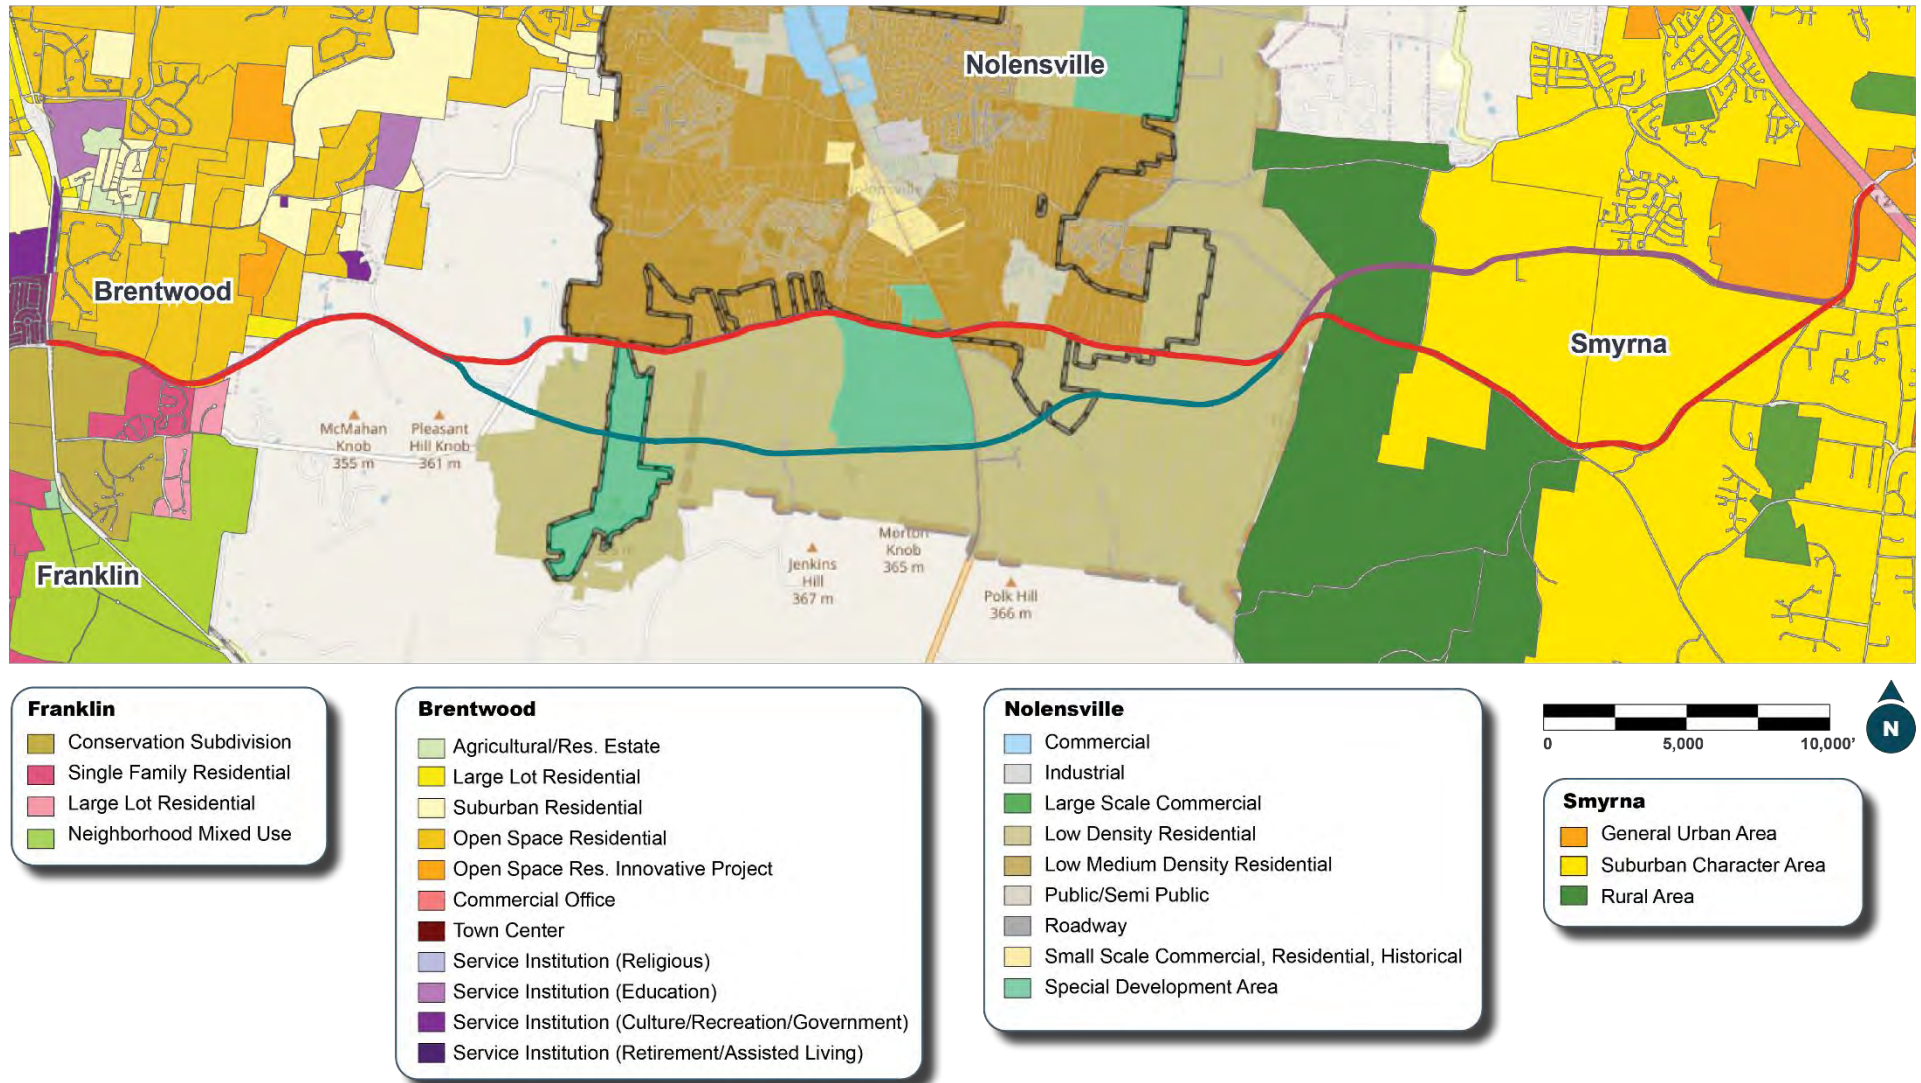 Nolensville
Nolensville
Brentwood
Smyrna
McMahan
Knob
355 m
Pleasant
Hill Knob
361 m
Morton
Knob
365 m
Jenkins
Hill
367 m
Franklin
Polk Hill
366 m
Franklin
Conservation Subdivision
Single Family Residential
Large Lot Residential
Neighborhood Mixed Use
Brentwood
Agricultural/Res. Estate
Large Lot Residential
Suburban Residential
Open Space Residential
Open Space Res. Innovative Project
Commercial Office
Town Center
Service Institution (Religious)
Service Institution (Education)
Service Institution (Culture/Recreation/Government)
Service Institution (Retirement/Assisted Living)
Nolensville
Commercial
Industrial
Large Scale Commercial
Low Density Residential
Low Medium Density Residential
Public/Semi Public
Roadway
Small Scale Commercial, Residential, Historical
Special Development Area
0 5,000 10,000'
N
Smyrna
General Urban Area
Suburban Character Area
Rural Area